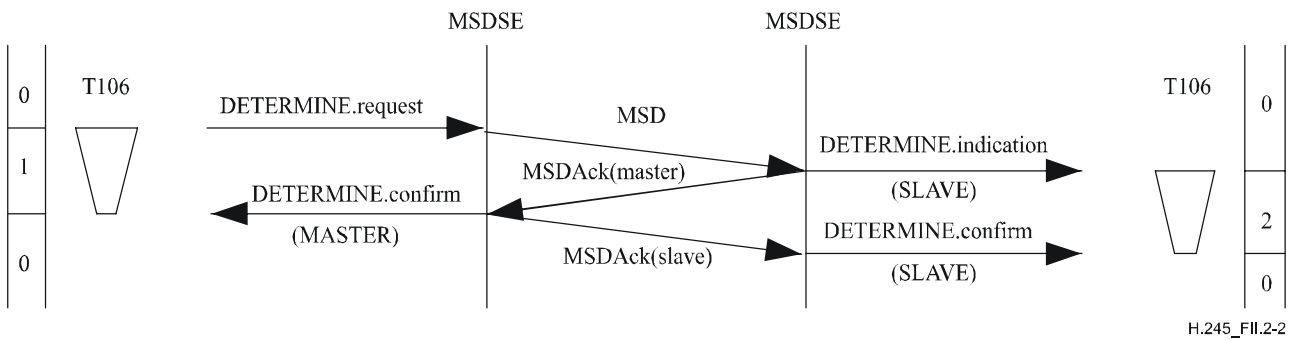 MSDSE
MSDSE
T106
T106
0
0
DETERMINE.request
MSD
DETERMINE.indication
1
MSDAck(master)
(SLAVE)
DETERMINE.confirm
(MASTER)
DETERMINE.confirm
2
MSDAck(slave)
(SLAVE)
0
0
H.245_FII.2-2